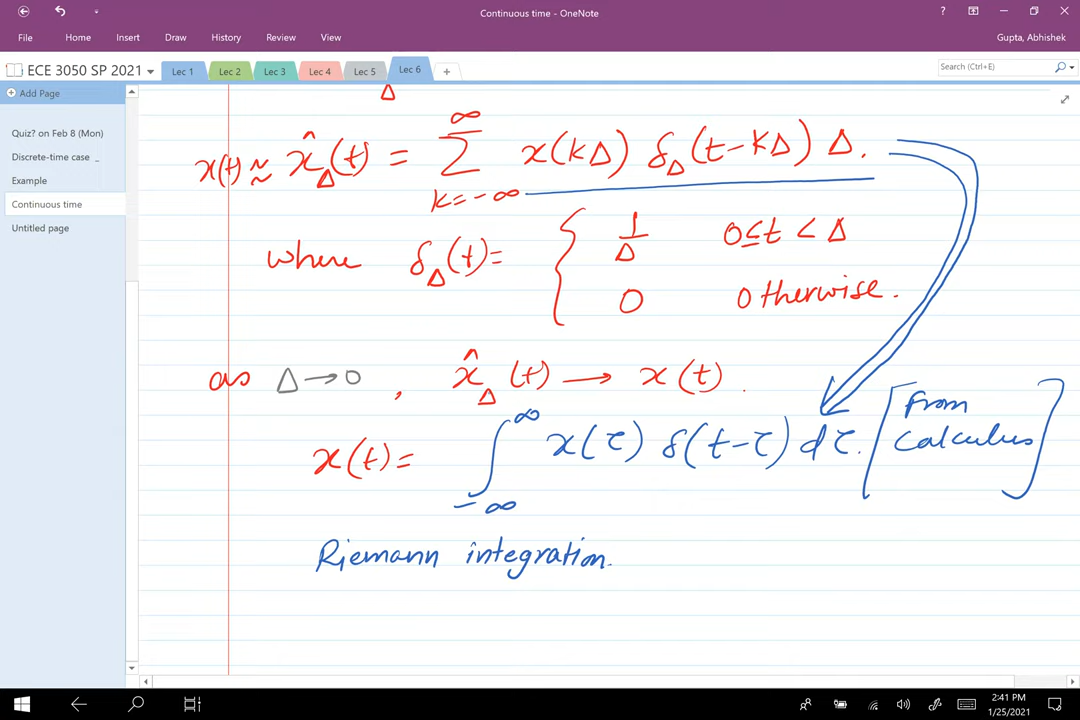 Continuous time - OneNote
?
File Home Insert Draw History Review View
Gupta, Abhishek
ECE 3050 SP 2021
Lec 1 Lec 2 Lec 3 Lec 4 Lec 5 Lec 6 +
Search (Ctrl+E)
Add Page
Quiz? on Feb 8 (Mon)
Discrete-time case _
Example
Continuous time
Untitled page
Δ
x(t) ≈ x̂_Δ(t) = ∑_{k=-∞}^{∞} x(kΔ) δ_Δ(t-kΔ) Δ.
where δ_Δ(t) = { 1/Δ 0≤t<Δ
0 otherwise.
as Δ→0, x̂_Δ(t) → x(t).
x(t) = ∫_{-∞}^{∞} x(τ) δ(t-τ) dτ. [From calculus]
Riemann integration.
2:41 PM
1/25/2021